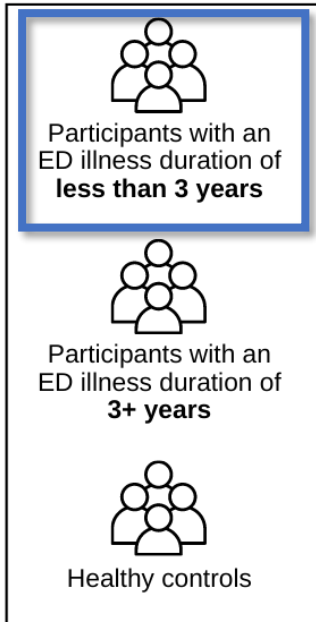 Participants with an
ED illness duration of
less than 3 years
Participants with an
ED illness duration of
3+ years
Healthy controls